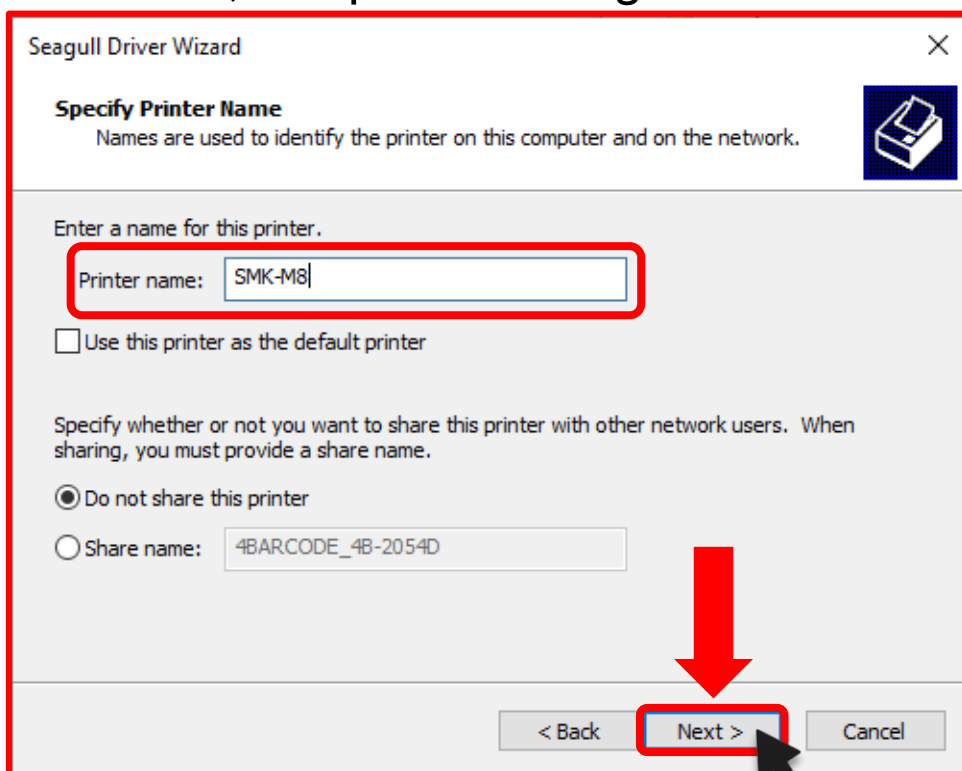 Seagull Driver Wizard
Specify Printer Name
Names are used to identify the printer on this computer and on the network.
Enter a name for this printer.
Printer name: SMK-M8
Use this printer as the default printer
Specify whether or not you want to share this printer with other network users. When
sharing, you must provide a share name.
Do not share this printer
Share name: 4BARCODE_4B-2054D
< Back Next > Cancel